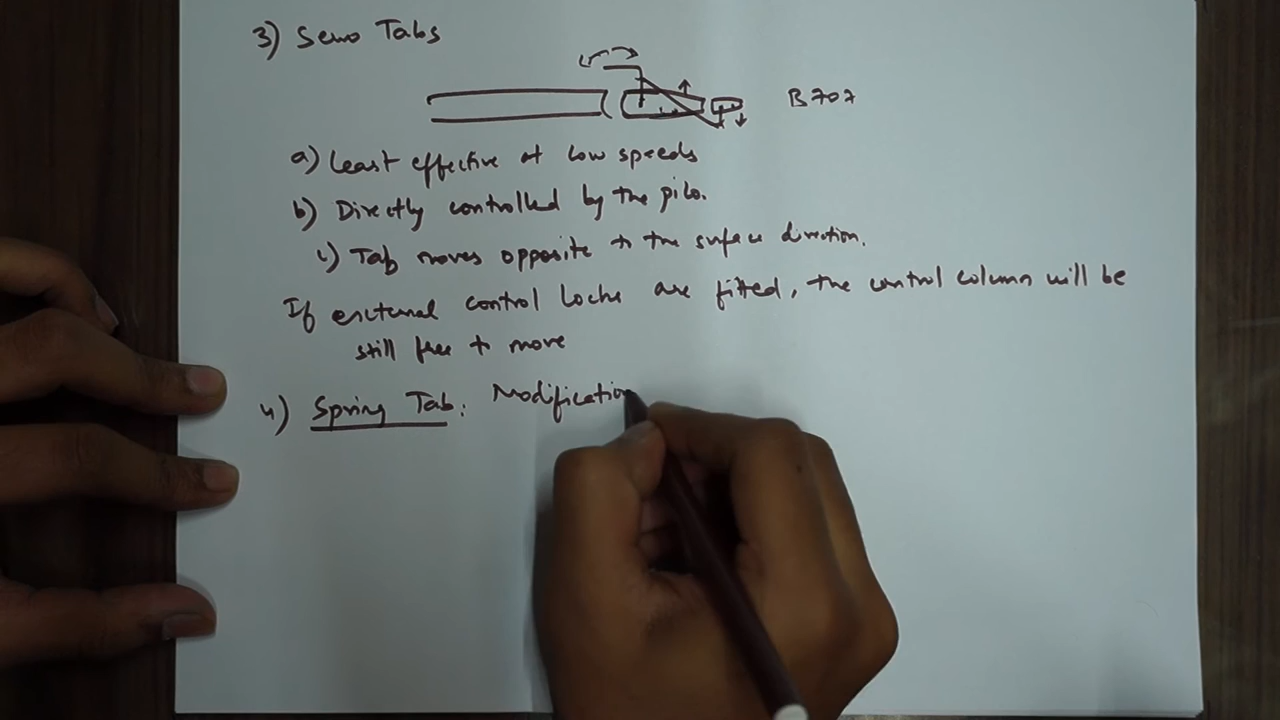 3) Servo Tabs
B707
a) Least effective at low speeds
b) Directly controlled by the pilo.
c) Tab moves opposite to the surface direction.
If external control locks are fitted, the control column will be
still free to move
4) Spring Tab: Modification